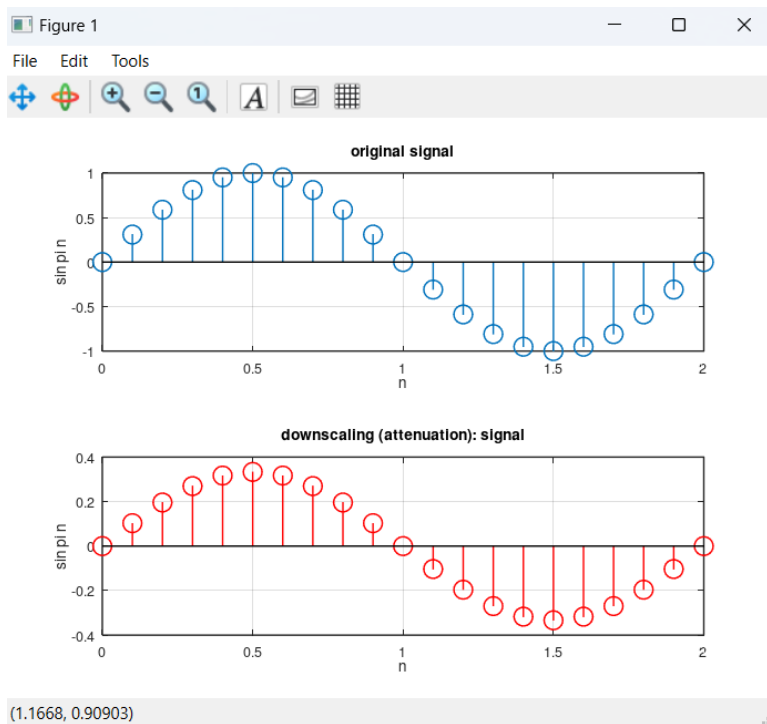 Figure 1
File Edit Tools
A
original signal
1
0.5
0
-0.5
-1
sin pi n
0 0.5 1 1.5 2
n
downscaling (attenuation): signal
0.4
0.2
0
-0.2
-0.4
sin pi n
0 0.5 1 1.5 2
n
(1.1668, 0.90903)